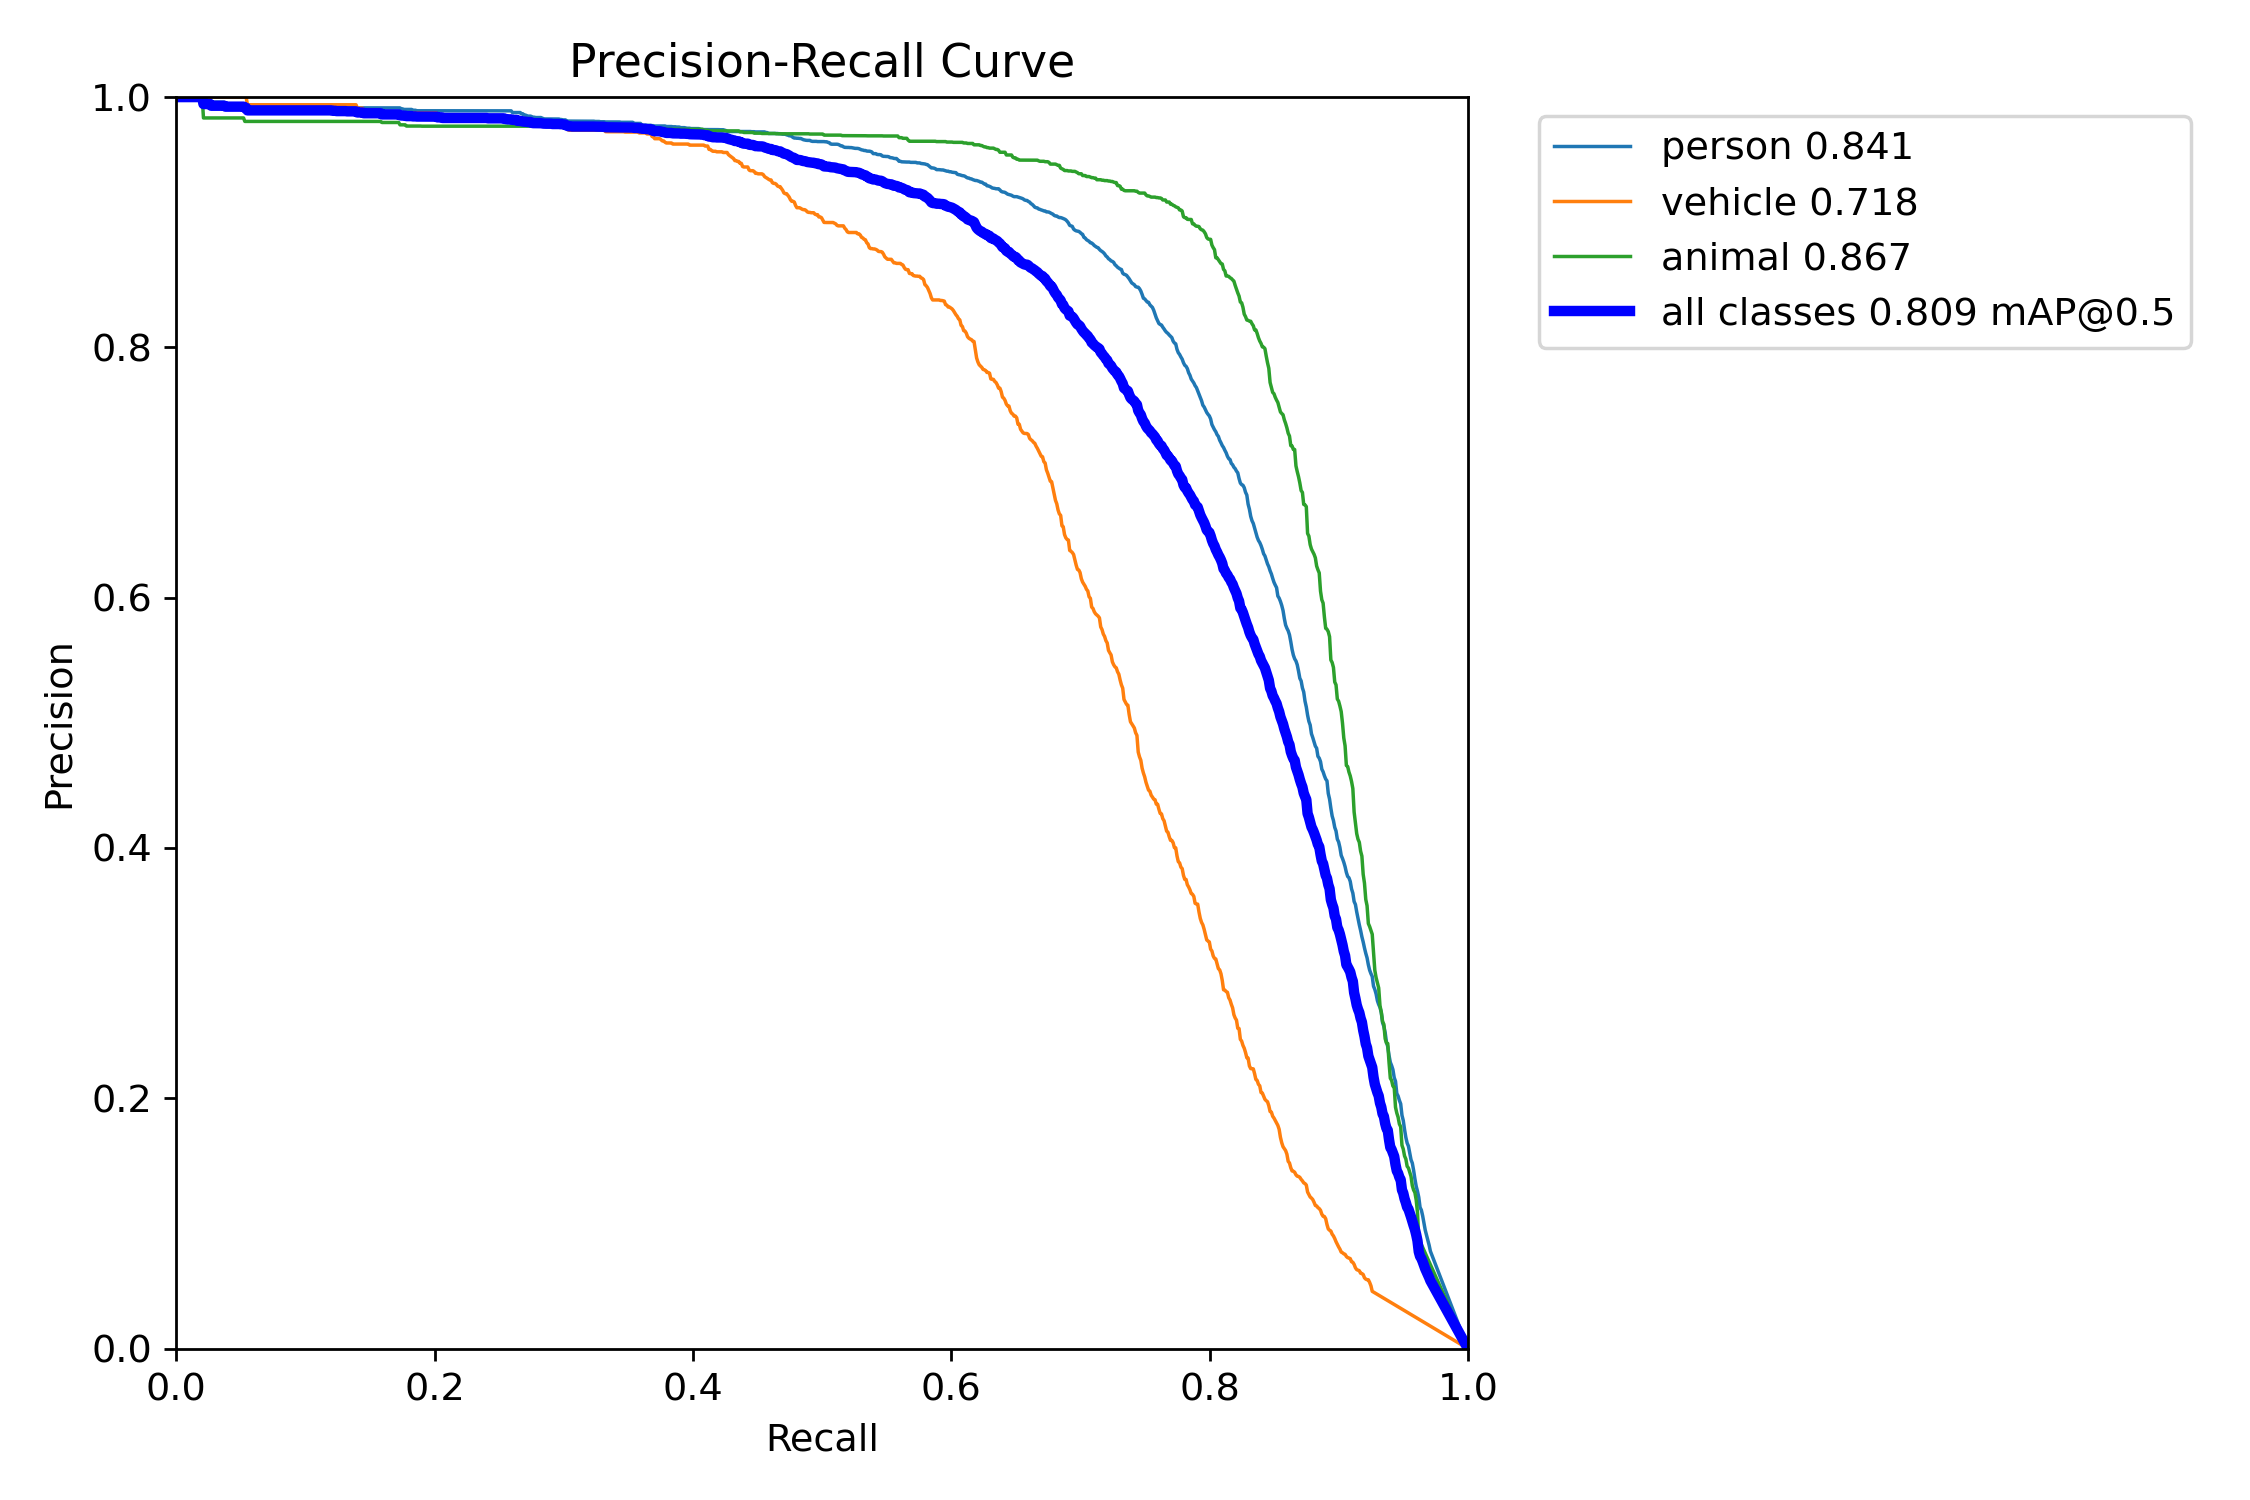 Precision-Recall Curve
1.0
0.8
0.6
0.4
0.2
0.0
Precision
0.0 0.2 0.4 0.6 0.8 1.0
Recall
person 0.841
vehicle 0.718
animal 0.867
all classes 0.809 mAP@0.5